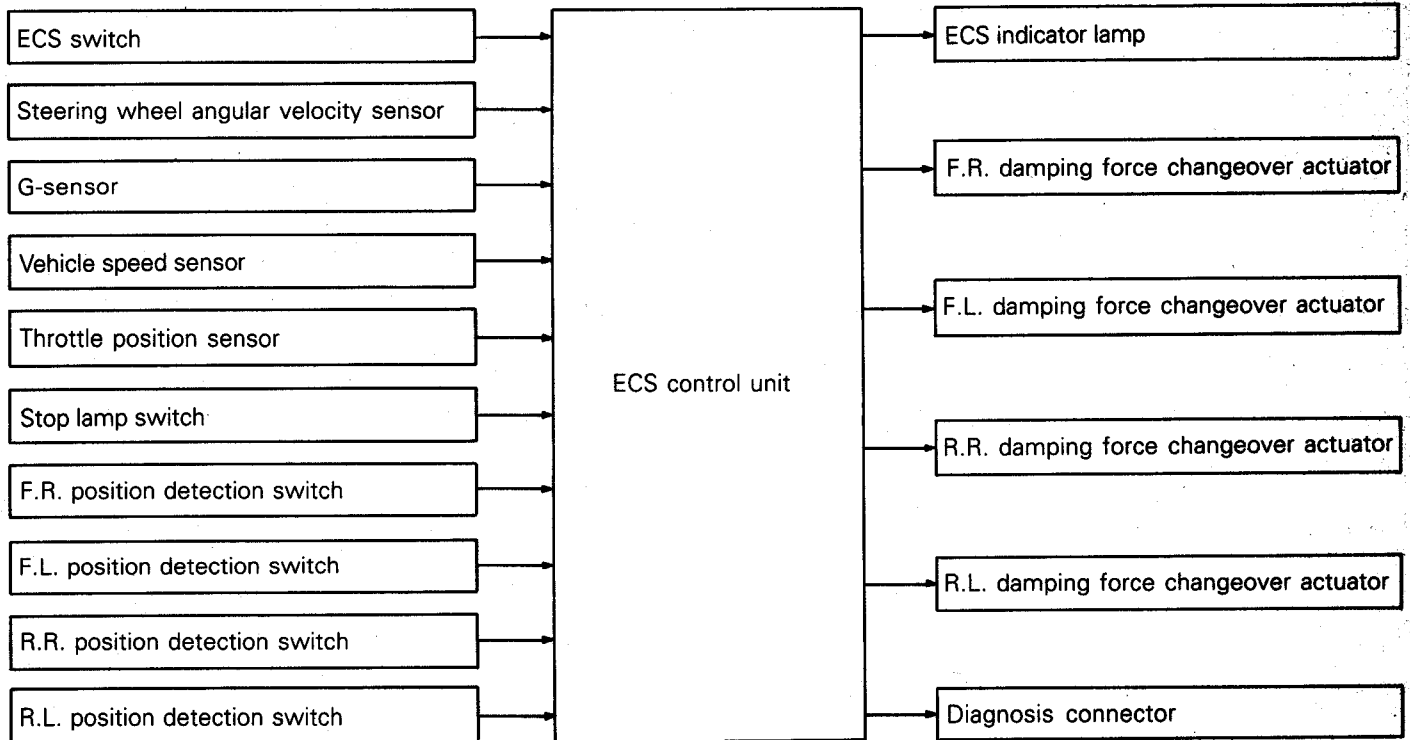 ECS switch
Steering wheel angular velocity sensor
G-sensor
Vehicle speed sensor
Throttle position sensor
Stop lamp switch
F.R. position detection switch
F.L. position detection switch
R.R. position detection switch
R.L. position detection switch
ECS control unit
ECS indicator lamp
F.R. damping force changeover actuator
F.L. damping force changeover actuator
R.R. damping force changeover actuator
R.L. damping force changeover actuator
Diagnosis connector